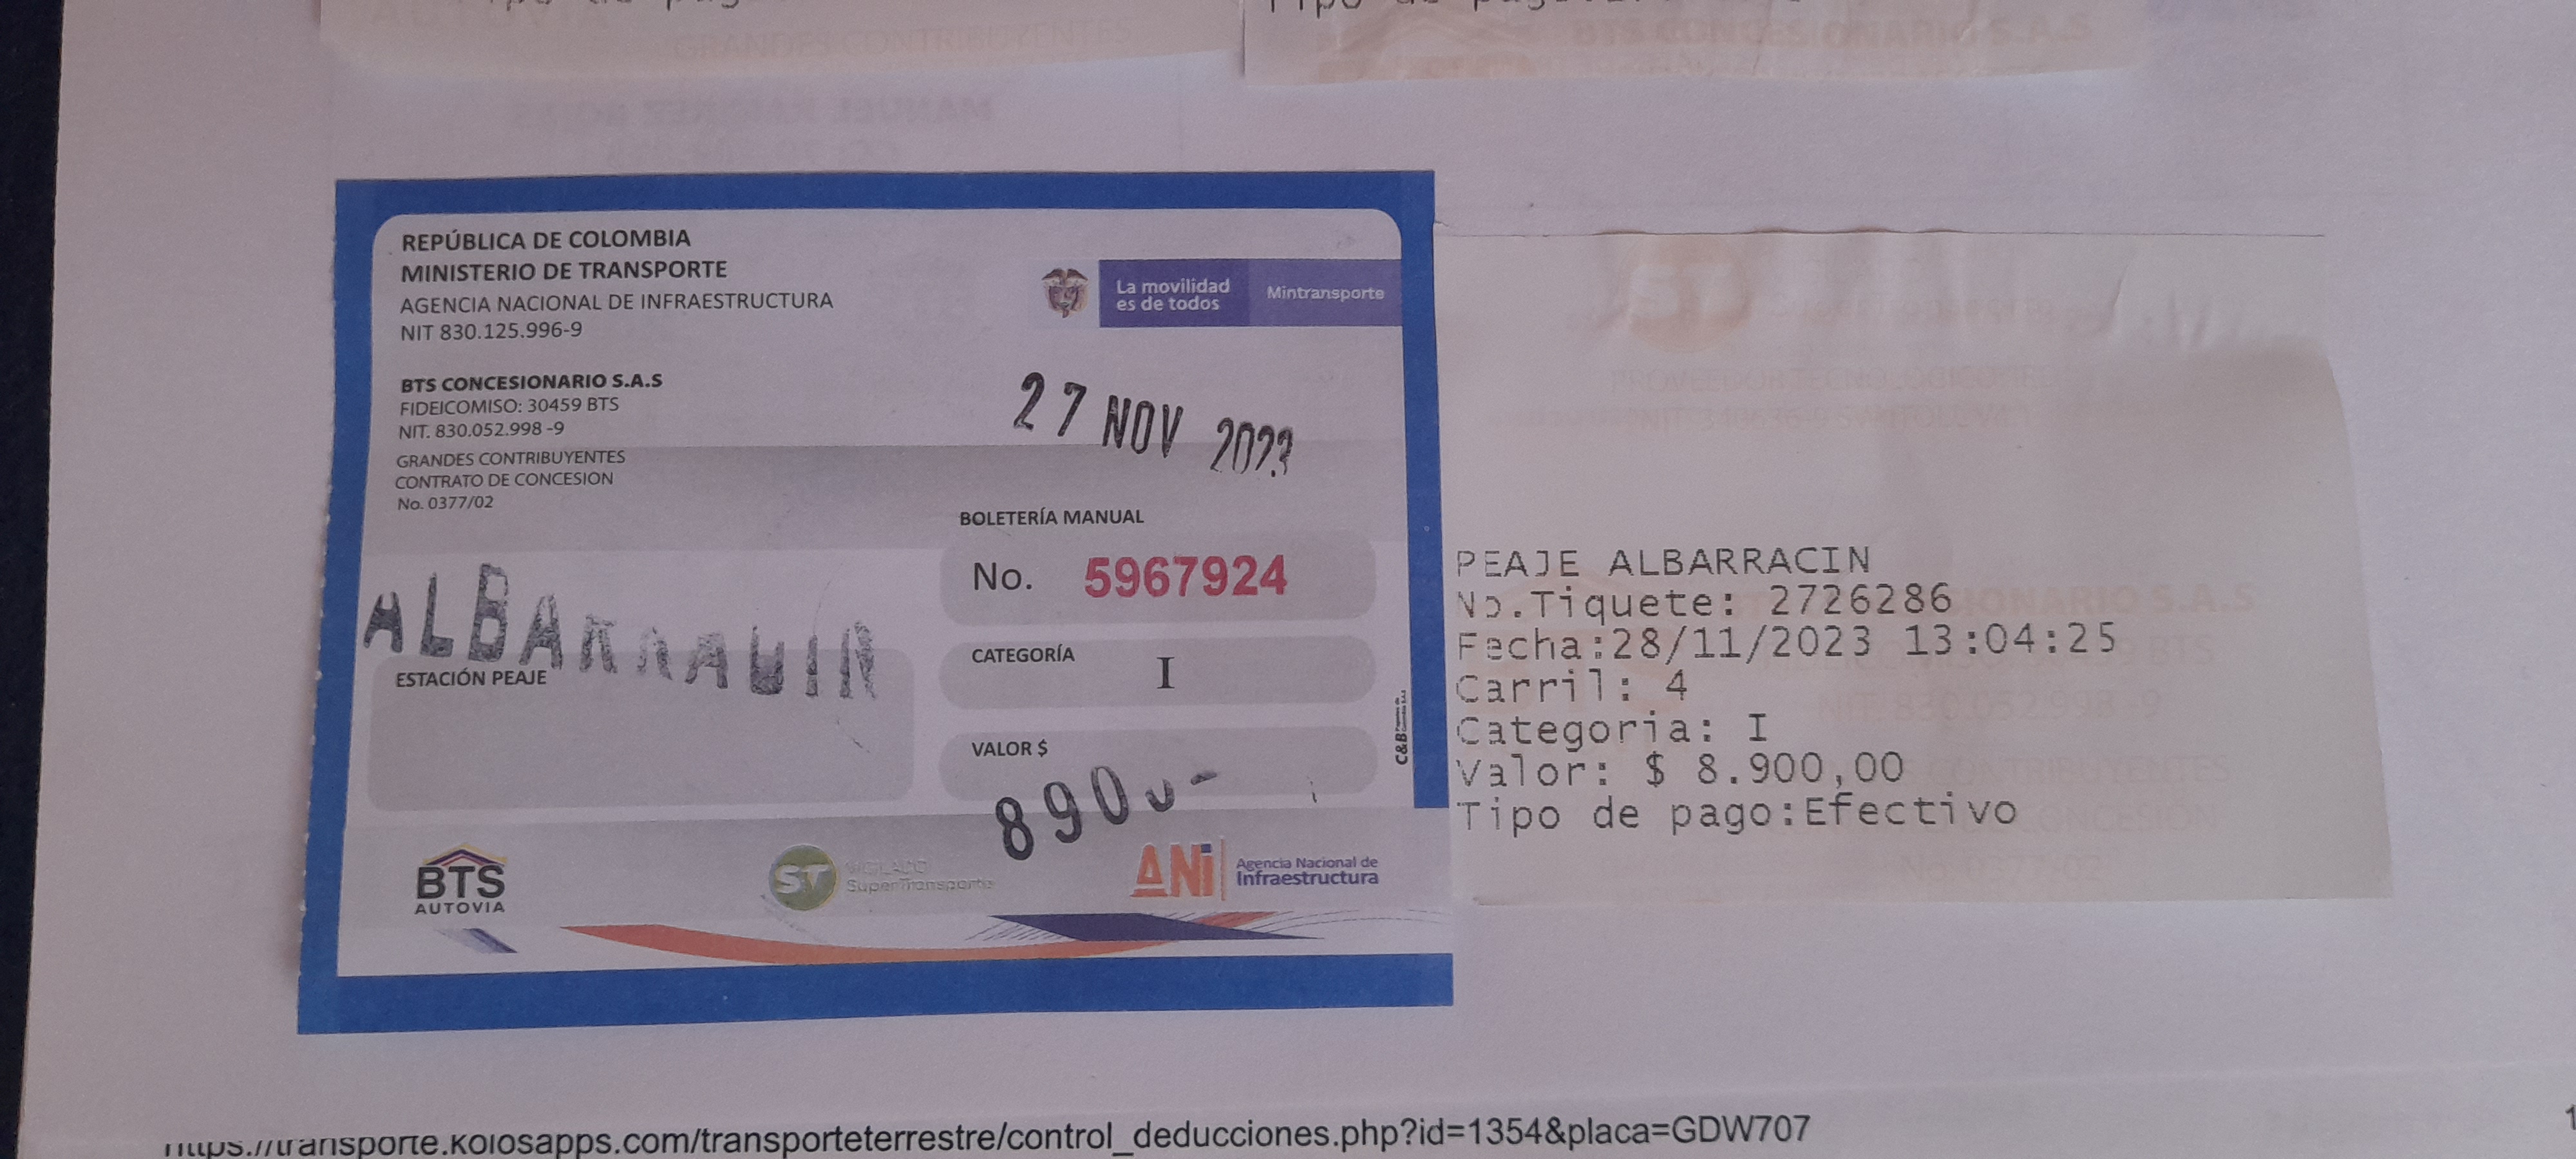 REPÚBLICA DE COLOMBIA
MINISTERIO DE TRANSPORTE
AGENCIA NACIONAL DE INFRAESTRUCTURA
NIT 830.125.996-9
La movilidad
es de todos
Mintransporte
BTS CONCESIONARIO S.A.S
FIDEICOMISO: 30459 BTS
NIT. 830.052.998 -9
GRANDES CONTRIBUYENTES
CONTRATO DE CONCESION
No. 0377/02
27 NOV 2023
BOLETERÍA MANUAL
No. 5967924
ALBARRACIN
ESTACIÓN PEAJE
CATEGORÍA
I
VALOR $
8900-
BTS
AUTOVIA
ST
VIGILADO
SuperTransporte
ANi
Agencia Nacional de
Infraestructura
PEAJE ALBARRACIN
No.Tiquete: 2726286
Fecha:28/11/2023 13:04:25
Carril: 4
Categoria: I
Valor: $ 8.900,00
Tipo de pago:Efectivo
https://transporte.kolosapps.com/transporteterrestre/control_deducciones.php?id=1354&placa=GDW707